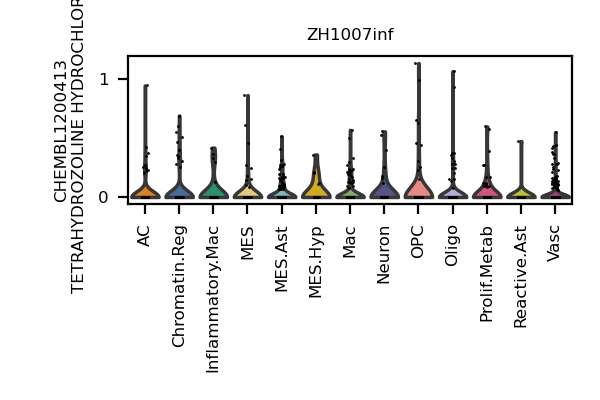 ZH1007inf
CHEMBL1200413
TETRAHYDROZOLINE HYDROCHLOR
1
0
AC
Chromatin.Reg
Inflammatory.Mac
MES
MES.Ast
MES.Hyp
Mac
Neuron
OPC
Oligo
Prolif.Metab
Reactive.Ast
Vasc